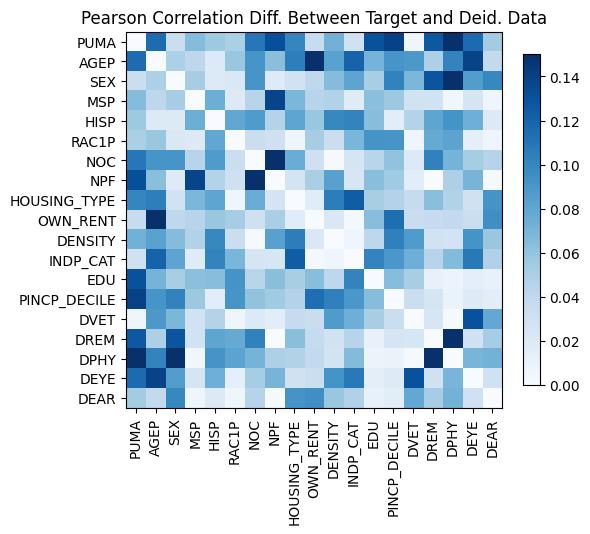 Pearson Correlation Diff. Between Target and Deid. Data
PUMA
AGEP
SEX
MSP
HISP
RAC1P
NOC
NPF
HOUSING_TYPE
OWN_RENT
DENSITY
INDP_CAT
EDU
PINCP_DECILE
DVET
DREM
DPHY
DEYE
DEAR
PUMA
AGEP
SEX
MSP
HISP
RAC1P
NOC
NPF
HOUSING_TYPE
OWN_RENT
DENSITY
INDP_CAT
EDU
PINCP_DECILE
DVET
DREM
DPHY
DEYE
DEAR
0.14
0.12
0.10
0.08
0.06
0.04
0.02
0.00